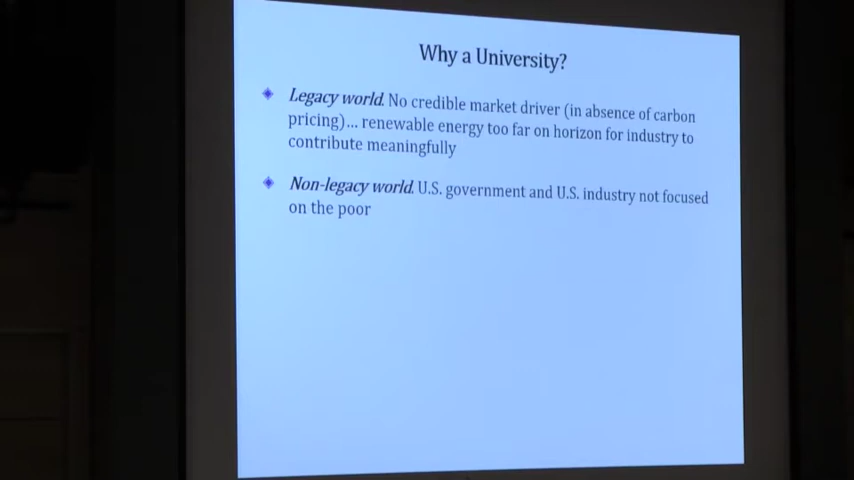 Why a University?
Legacy world. No credible market driver (in absence of carbon
pricing)... renewable energy too far on horizon for industry to
contribute meaningfully
Non-legacy world. U.S. government and U.S. industry not focused
on the poor